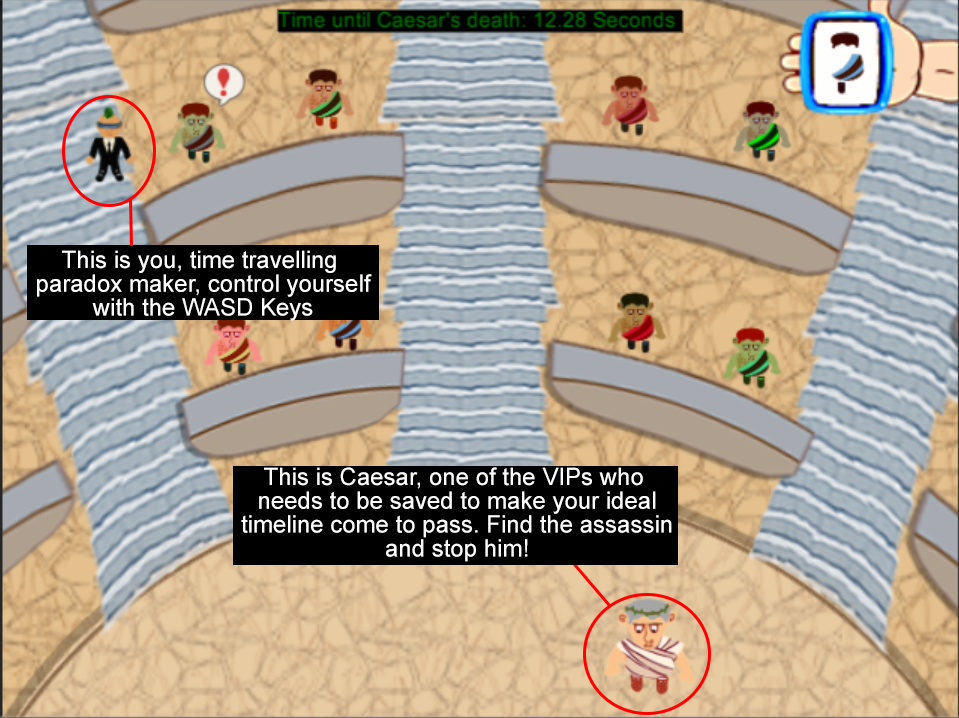 Time until Caesar's death: 12.28 Seconds
!
This is you, time travelling
paradox maker, control yourself
with the WASD Keys
This is Caesar, one of the VIPs who
needs to be saved to make your ideal
timeline come to pass. Find the assassin
and stop him!